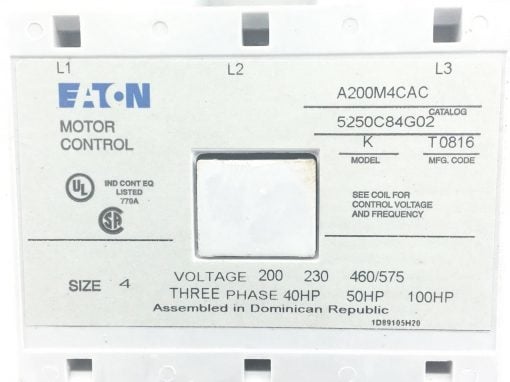 L1 L2 L3
EATON
MOTOR
CONTROL
A200M4CAC
CATALOG
5250C84G02
K T0816
MODEL MFG. CODE
UL
IND CONT EQ
LISTED
770A
SA
SEE COIL FOR
CONTROL VOLTAGE
AND FREQUENCY
SIZE 4
VOLTAGE 200 230 460/575
THREE PHASE 40HP 50HP 100HP
Assembled in Dominican Republic
1D89105H20